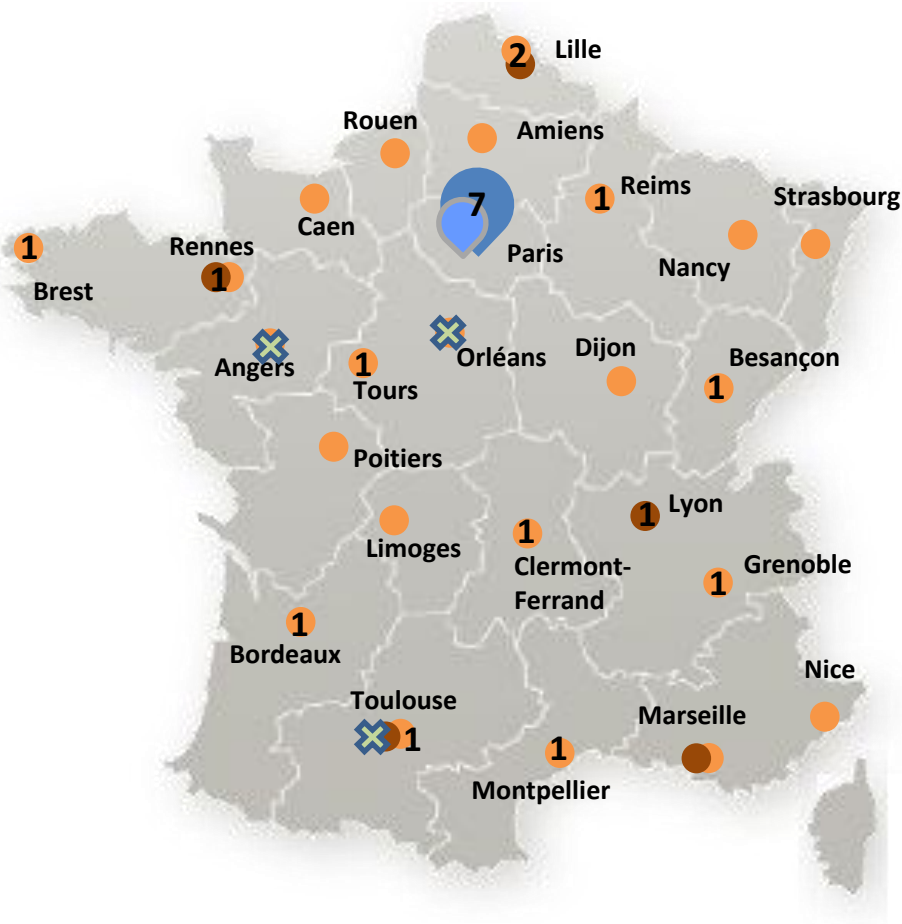 2
Lille
Rouen
Amiens
7
1
Reims
Strasbourg
Caen
Paris
Nancy
1
Rennes
1
Brest
Angers
Orléans
Dijon
Besançon
1
1
Tours
Poitiers
1
Lyon
Limoges
1
Clermont-
Ferrand
Grenoble
1
1
Bordeaux
Nice
Toulouse
1
Marseille
1
Montpellier